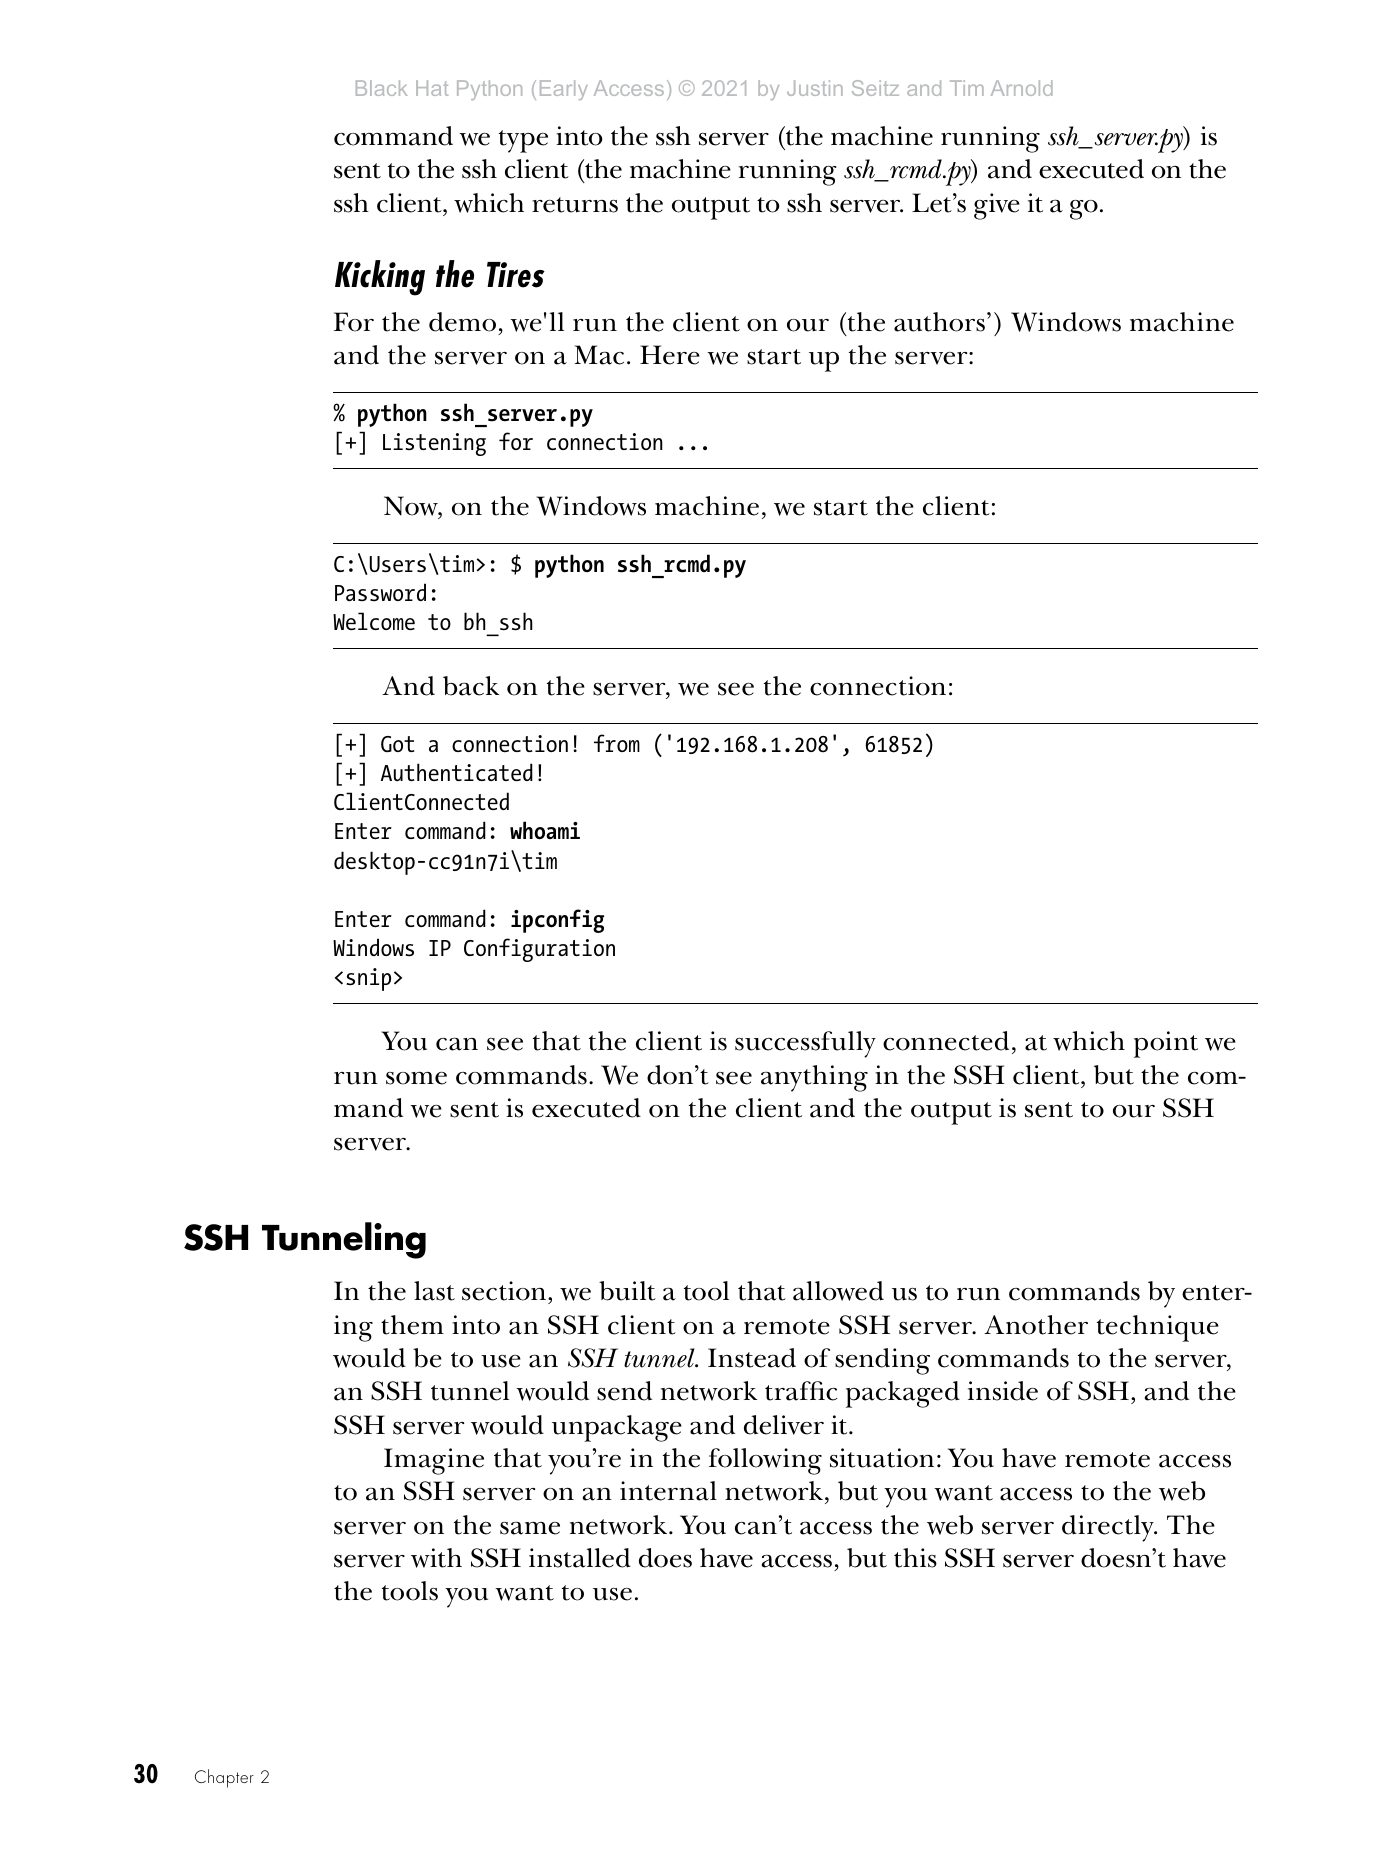 Black Hat Python (Early Access) © 2021 by Justin Seitz and Tim Arnold
command we type into the ssh server (the machine running ssh_server.py) is
sent to the ssh client (the machine running ssh_rcmd.py) and executed on the
ssh client, which returns the output to ssh server. Let’s give it a go.
Kicking the Tires
For the demo, we'll run the client on our (the authors’) Windows machine
and the server on a Mac. Here we start up the server:
% python ssh_server.py
[+] Listening for connection ...
Now, on the Windows machine, we start the client:
C:\Users\tim>: $ python ssh_rcmd.py
Password:
Welcome to bh_ssh
And back on the server, we see the connection:
[+] Got a connection! from ('192.168.1.208', 61852)
[+] Authenticated!
ClientConnected
Enter command: whoami
desktop-cc91n7i\tim
Enter command: ipconfig
Windows IP Configuration
<snip>
You can see that the client is successfully connected, at which point we
run some commands. We don’t see anything in the SSH client, but the com-
mand we sent is executed on the client and the output is sent to our SSH
server.
SSH Tunneling
In the last section, we built a tool that allowed us to run commands by enter-
ing them into an SSH client on a remote SSH server. Another technique
would be to use an SSH tunnel. Instead of sending commands to the server,
an SSH tunnel would send network traffic packaged inside of SSH, and the
SSH server would unpackage and deliver it.
Imagine that you’re in the following situation: You have remote access
to an SSH server on an internal network, but you want access to the web
server on the same network. You can’t access the web server directly. The
server with SSH installed does have access, but this SSH server doesn’t have
the tools you want to use.
30 Chapter 2